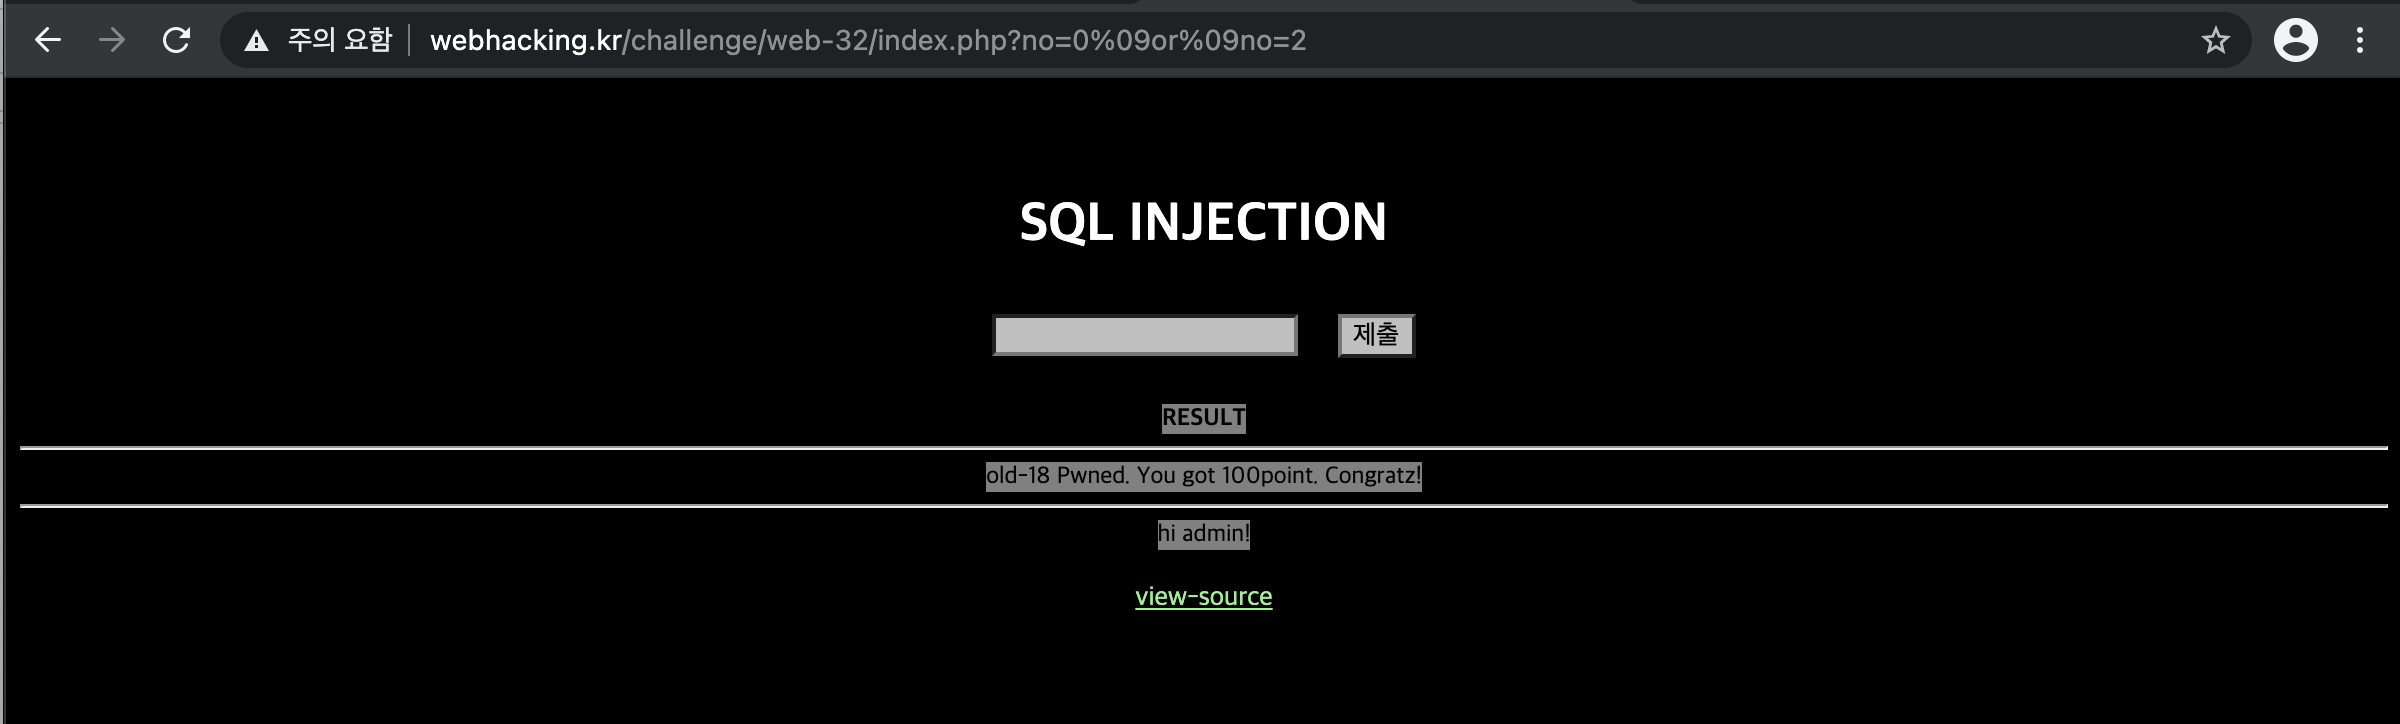 주의 요함 webhacking.kr/challenge/web-32/index.php?no=0%09or%09no=2
SQL INJECTION
제출
RESULT
old-18 Pwned. You got 100point. Congratz!
hi admin!
view-source